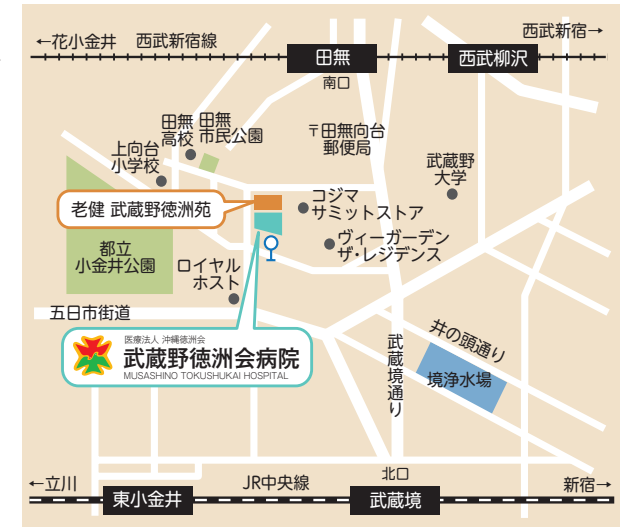 西武新宿→
←花小金井 西武新宿線
田無
西武柳沢
南口
田無
高校
田無
市民公園
〒田無向台
郵便局
上向台
小学校
武蔵野
大学
老健 武蔵野徳洲苑
コジマ
サミットストア
ヴィーガーデン
ザ・レジデンス
都立
小金井公園
ロイヤル
ホスト
五日市街道
医療法人 沖縄徳洲会
武蔵野徳洲会病院
MUSASHINO TOKUSHUKAI HOSPITAL
武蔵境通り
井の頭通り
境浄水場
←立川
JR中央線
北口
新宿→
東小金井
武蔵境